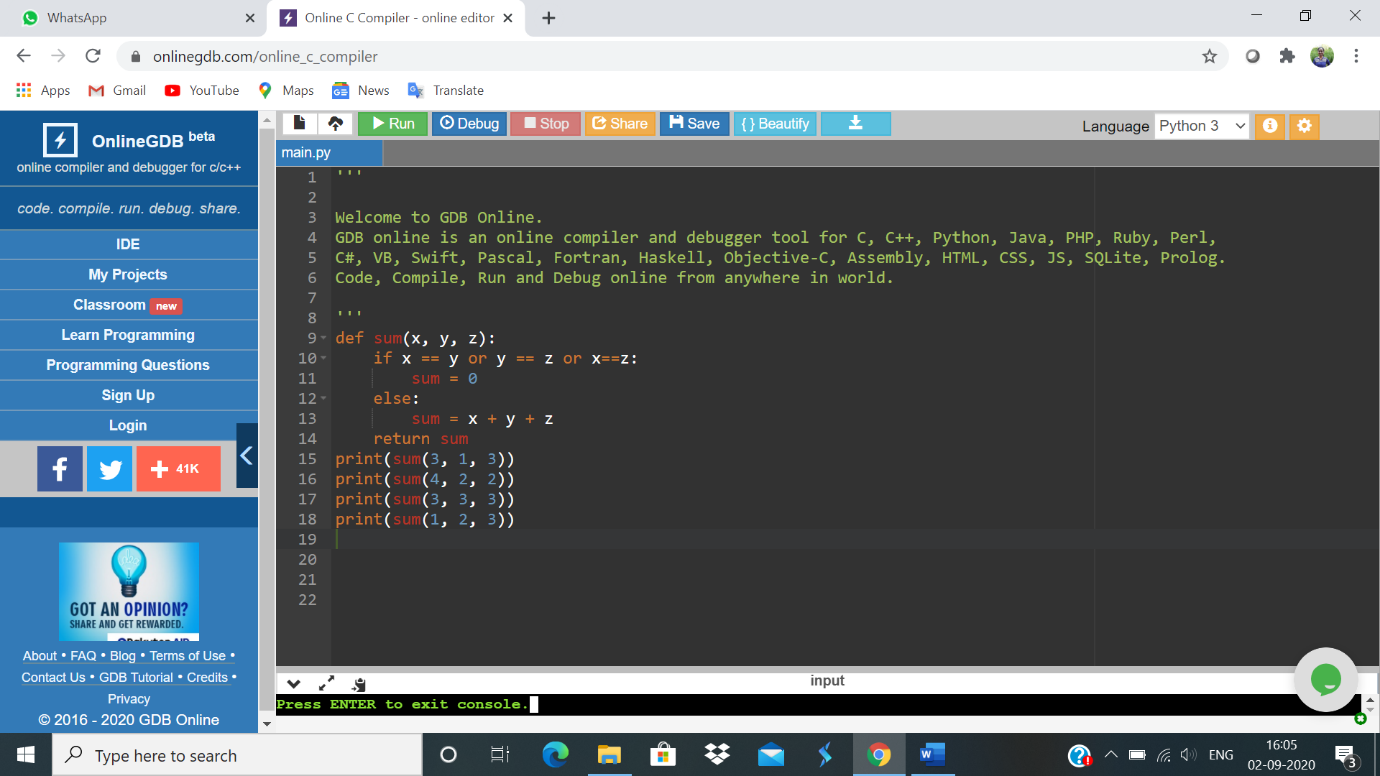 WhatsApp
Online C Compiler - online editor
onlinegdb.com/online_c_compiler
Apps Gmail YouTube Maps News Translate
OnlineGDB beta
online compiler and debugger for c/c++
code. compile. run. debug. share.
IDE
My Projects
Classroom new
Learn Programming
Programming Questions
Sign Up
Login
f
41K
GOT AN OPINION?
SHARE AND GET REWARDED.
About • FAQ • Blog • Terms of Use •
Contact Us • GDB Tutorial • Credits •
Privacy
© 2016 - 2020 GDB Online
Run Debug Stop Share Save { } Beautify
Language Python 3
main.py
1 '''
2
3 Welcome to GDB Online.
4 GDB online is an online compiler and debugger tool for C, C++, Python, Java, PHP, Ruby, Perl,
5 C#, VB, Swift, Pascal, Fortran, Haskell, Objective-C, Assembly, HTML, CSS, JS, SQLite, Prolog.
6 Code, Compile, Run and Debug online from anywhere in world.
7
8 '''
9 def sum(x, y, z):
10     if x == y or y == z or x==z:
11         sum = 0
12     else:
13         sum = x + y + z
14     return sum
15 print(sum(3, 1, 3))
16 print(sum(4, 2, 2))
17 print(sum(3, 3, 3))
18 print(sum(1, 2, 3))
19
20
21
22
input
Press ENTER to exit console.
Type here to search
ENG
16:05
02-09-2020
3